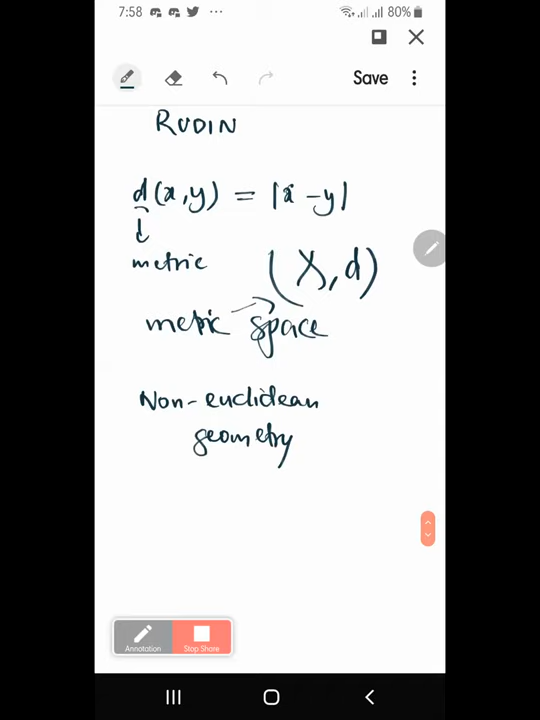 7:58 ... 80%
Save
RUDIN
d(x,y) = |x-y|
↓
metric (X,d)
metric space
Non-euclidean
geometry
Annotation Stop Share